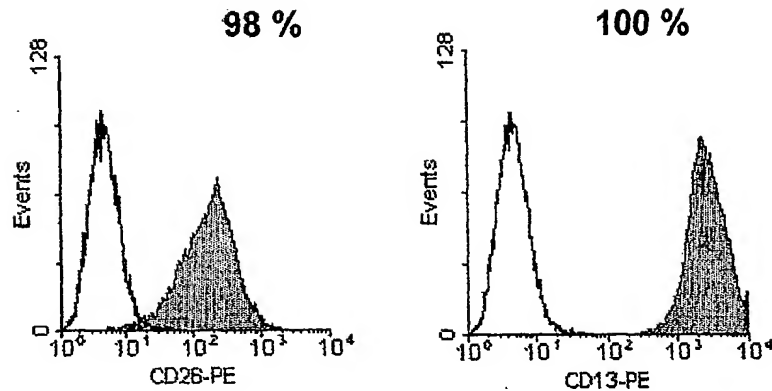 98 %
100 %
128
Events
0
10⁰ 10¹ 10² 10³ 10⁴
CD26-PE
128
Events
0
10⁰ 10¹ 10² 10³ 10⁴
CD13-PE